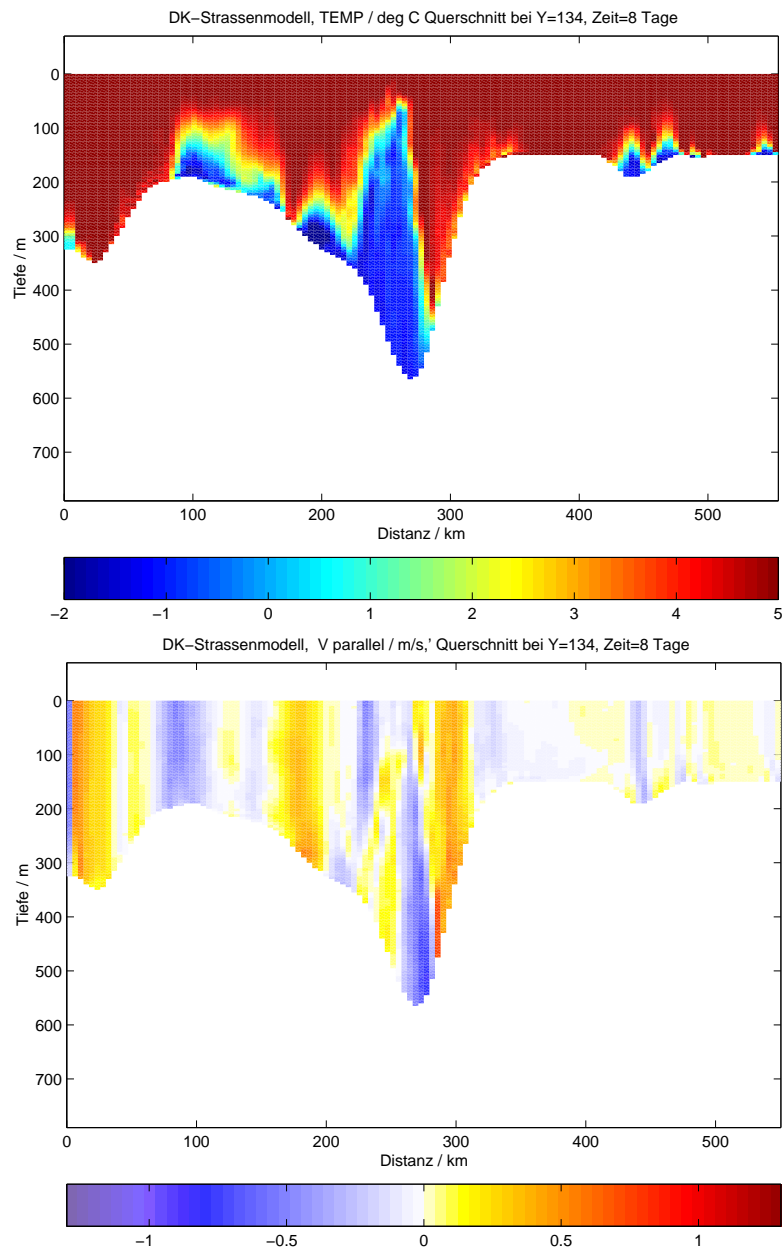 DK−Strassenmodell, TEMP / deg C Querschnitt bei Y=134, Zeit=8 Tage
0
100
200
300
400
500
600
700
Tiefe / m
0 100 200 300 400 500
Distanz / km
−2 −1 0 1 2 3 4 5
DK−Strassenmodell, V parallel / m/s,' Querschnitt bei Y=134, Zeit=8 Tage
0
100
200
300
400
500
600
700
Tiefe / m
0 100 200 300 400 500
Distanz / km
−1 −0.5 0 0.5 1